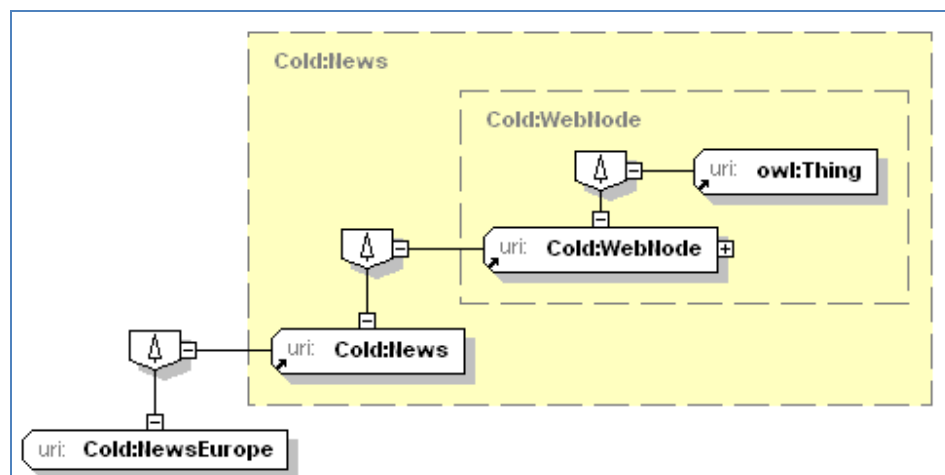 Cold:News
Cold:WebNode
uri: owl:Thing
uri: Cold:WebNode
uri: Cold:News
uri: Cold:NewsEurope